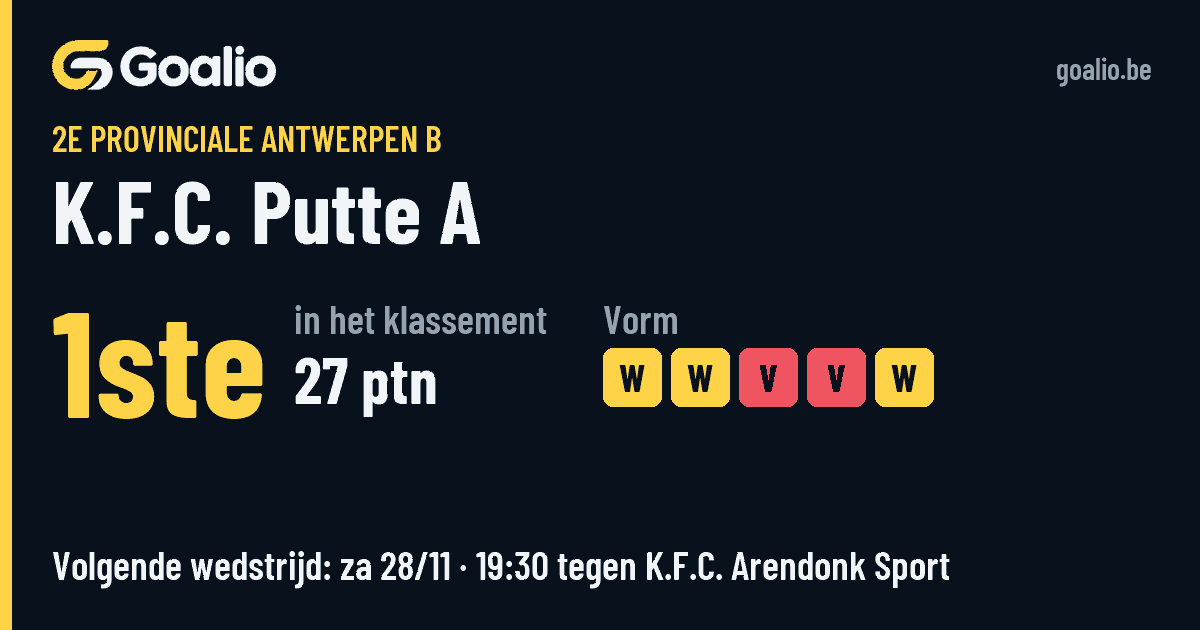 Goalio
goalio.be
2E PROVINCIALE ANTWERPEN B
K.F.C. Putte A
1ste
in het klassement
27 ptn
Vorm
W W V V W
Volgende wedstrijd: za 28/11 · 19:30 tegen K.F.C. Arendonk Sport